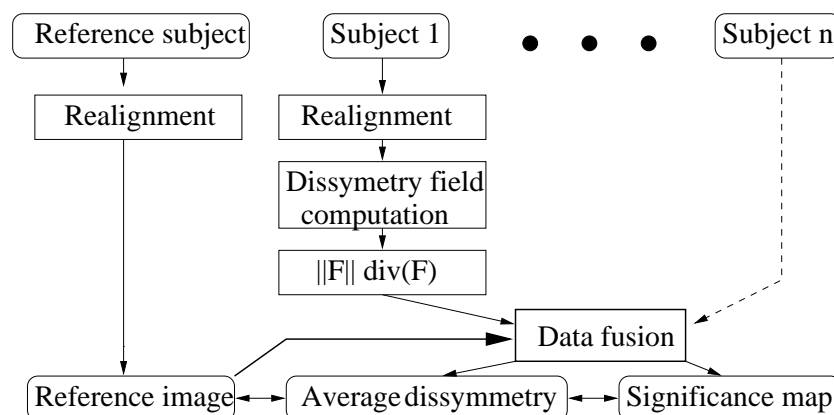 Reference subject
Subject 1
Subject n
Realignment
Realignment
Dissymetry field
computation
||F|| div(F)
Data fusion
Reference image
Average dissymmetry
Significance map